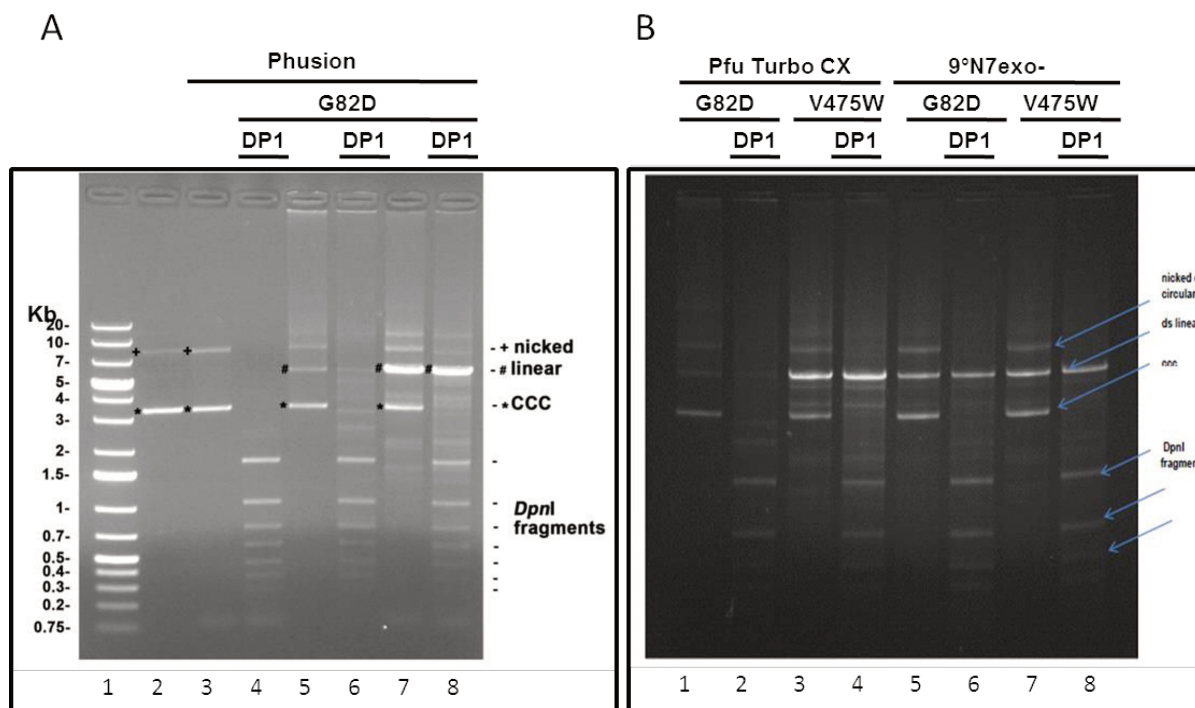 A
Phusion
G82D
DP1 DP1 DP1
Kb
20-
10-
7-
5-
4-
3-
2-
1.5-
1-
0.7-
0.5-
0.4-
0.3-
0.2-
0.75-
+ +
* *
# # #
* *
- + nicked
- # linear
- * CCC
-
-
DpnI
- fragments
-
-
-
-
1 2 3 4 5 6 7 8
B
Pfu Turbo CX 9°N7exo-
G82D V475W G82D V475W
DP1 DP1 DP1 DP1
nicked
circular
ds linear
ccc
DpnI
fragmen
1 2 3 4 5 6 7 8